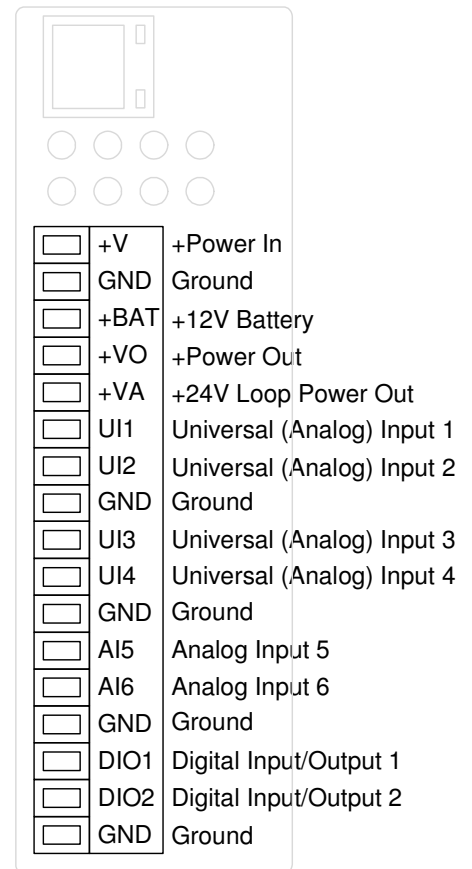 +V +Power In
GND Ground
+BAT +12V Battery
+VO +Power Out
+VA +24V Loop Power Out
UI1 Universal (Analog) Input 1
UI2 Universal (Analog) Input 2
GND Ground
UI3 Universal (Analog) Input 3
UI4 Universal (Analog) Input 4
GND Ground
AI5 Analog Input 5
AI6 Analog Input 6
GND Ground
DIO1 Digital Input/Output 1
DIO2 Digital Input/Output 2
GND Ground